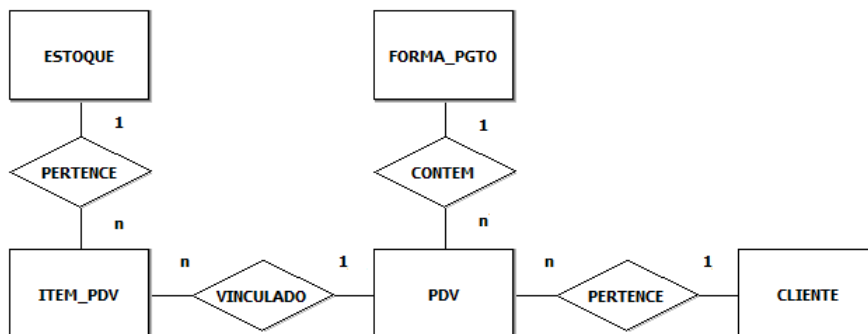 ESTOQUE
FORMA_PGTO
1
1
PERTENCE
CONTEM
n
n
ITEM_PDV
n
VINCULADO
1
PDV
n
PERTENCE
1
CLIENTE